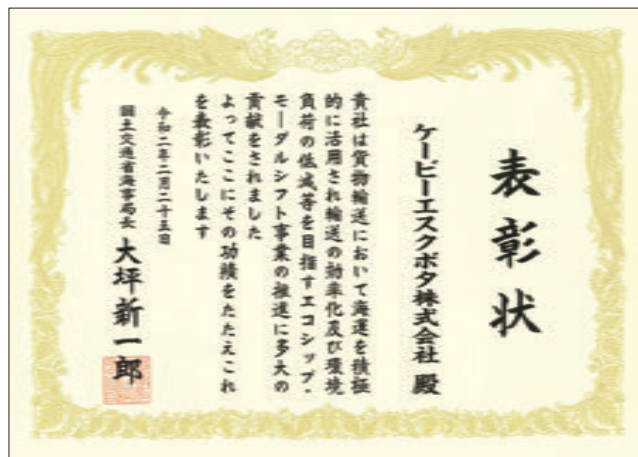 表彰状
ケービーエスクボタ株式会社 殿
貴社は貨物輸送において海運を積極
的に活用され輸送の効率化及び環境
負荷の低減等を目指すエコシップ・
モーダルシフト事業の推進に多大の
貢献をされました
よってここにその功績をたたえこれ
を表彰いたします
令和二年二月二十五日
国土交通省海事局長 大坪新一郎